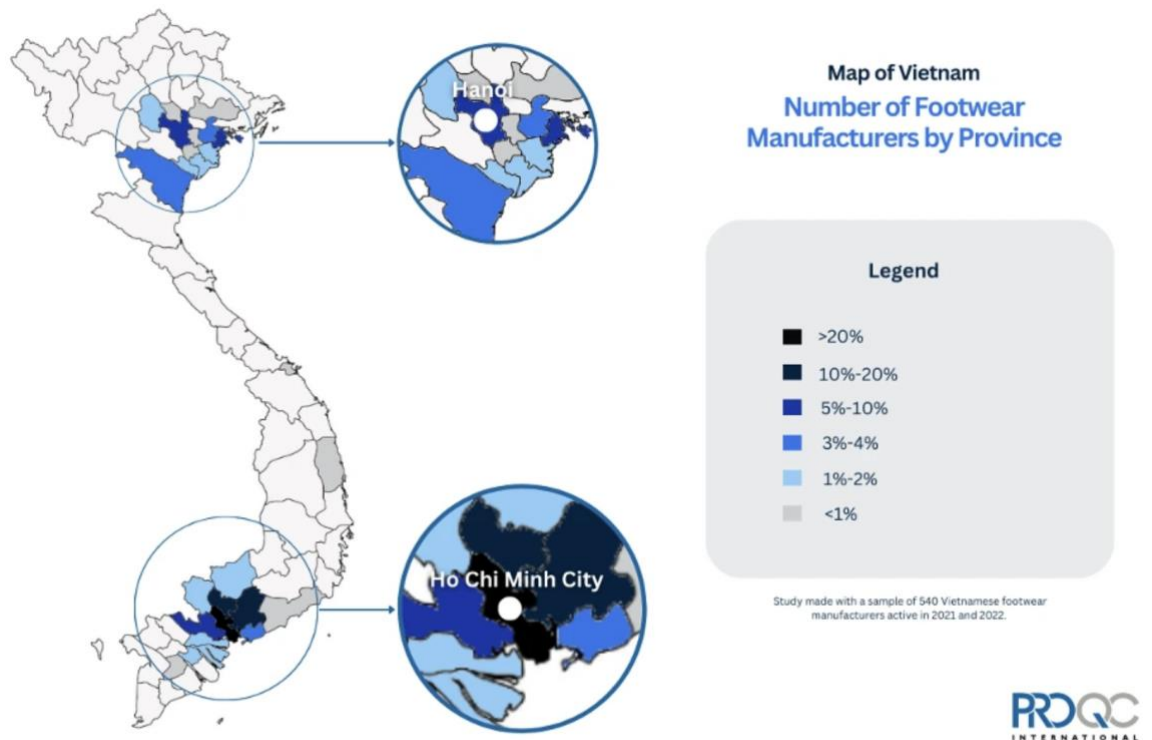 Map of Vietnam
Number of Footwear
Manufacturers by Province
Hanoi
Ho Chi Minh City
Legend
>20%
10%-20%
5%-10%
3%-4%
1%-2%
<1%
Study made with a sample of 540 Vietnamese footwear
manufacturers active in 2021 and 2022.
PROQC
INTERNATIONAL